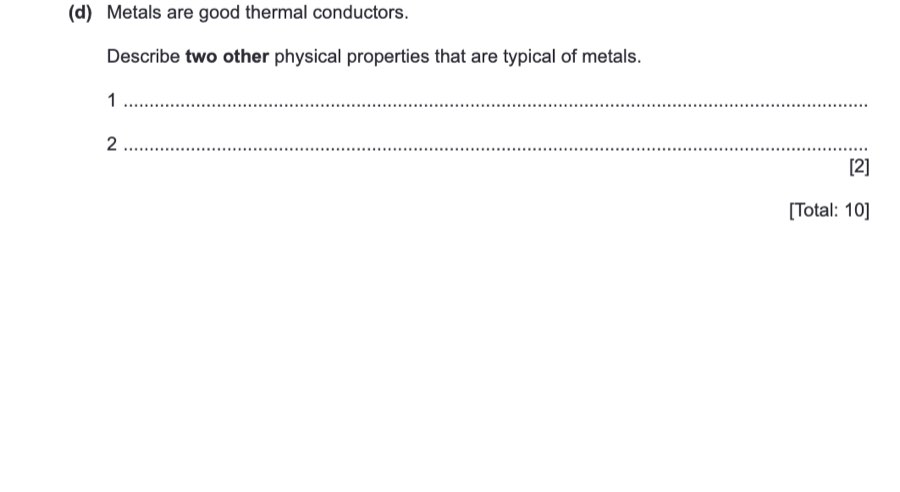 (d) Metals are good thermal conductors.
Describe two other physical properties that are typical of metals.
1 ..............................................................................................................................................
2 ..............................................................................................................................................
[2]
[Total: 10]